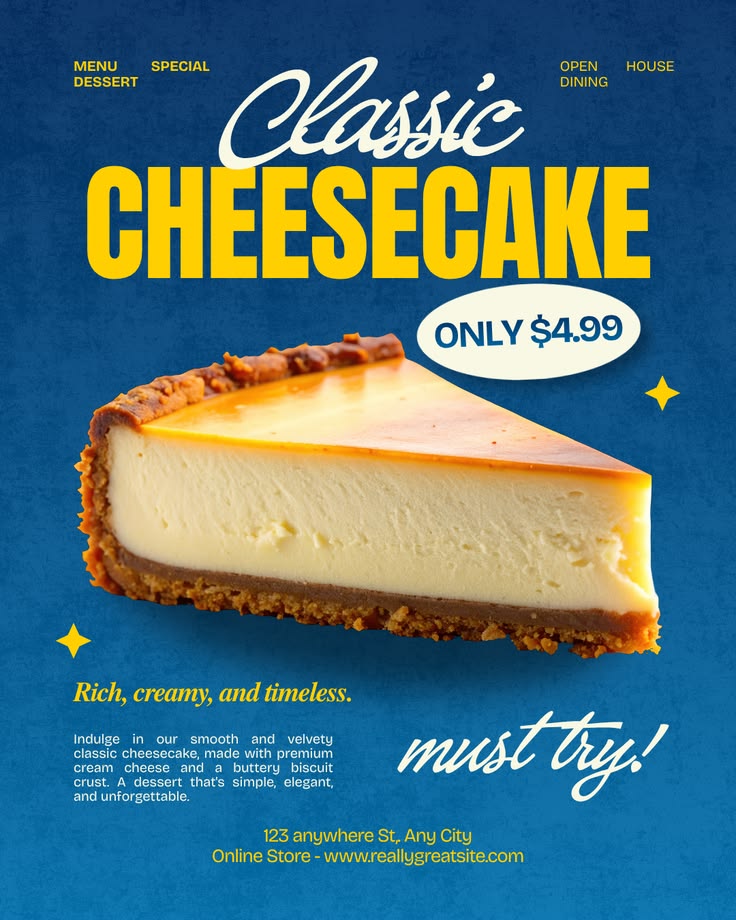 MENU SPECIAL
DESSERT
OPEN HOUSE
DINING
Classic
CHEESECAKE
ONLY $4.99
Rich, creamy, and timeless.
Indulge in our smooth and velvety
classic cheesecake, made with premium
cream cheese and a buttery biscuit
crust. A dessert that's simple, elegant,
and unforgettable.
must try!
123 anywhere St., Any City
Online Store - www.reallygreatsite.com